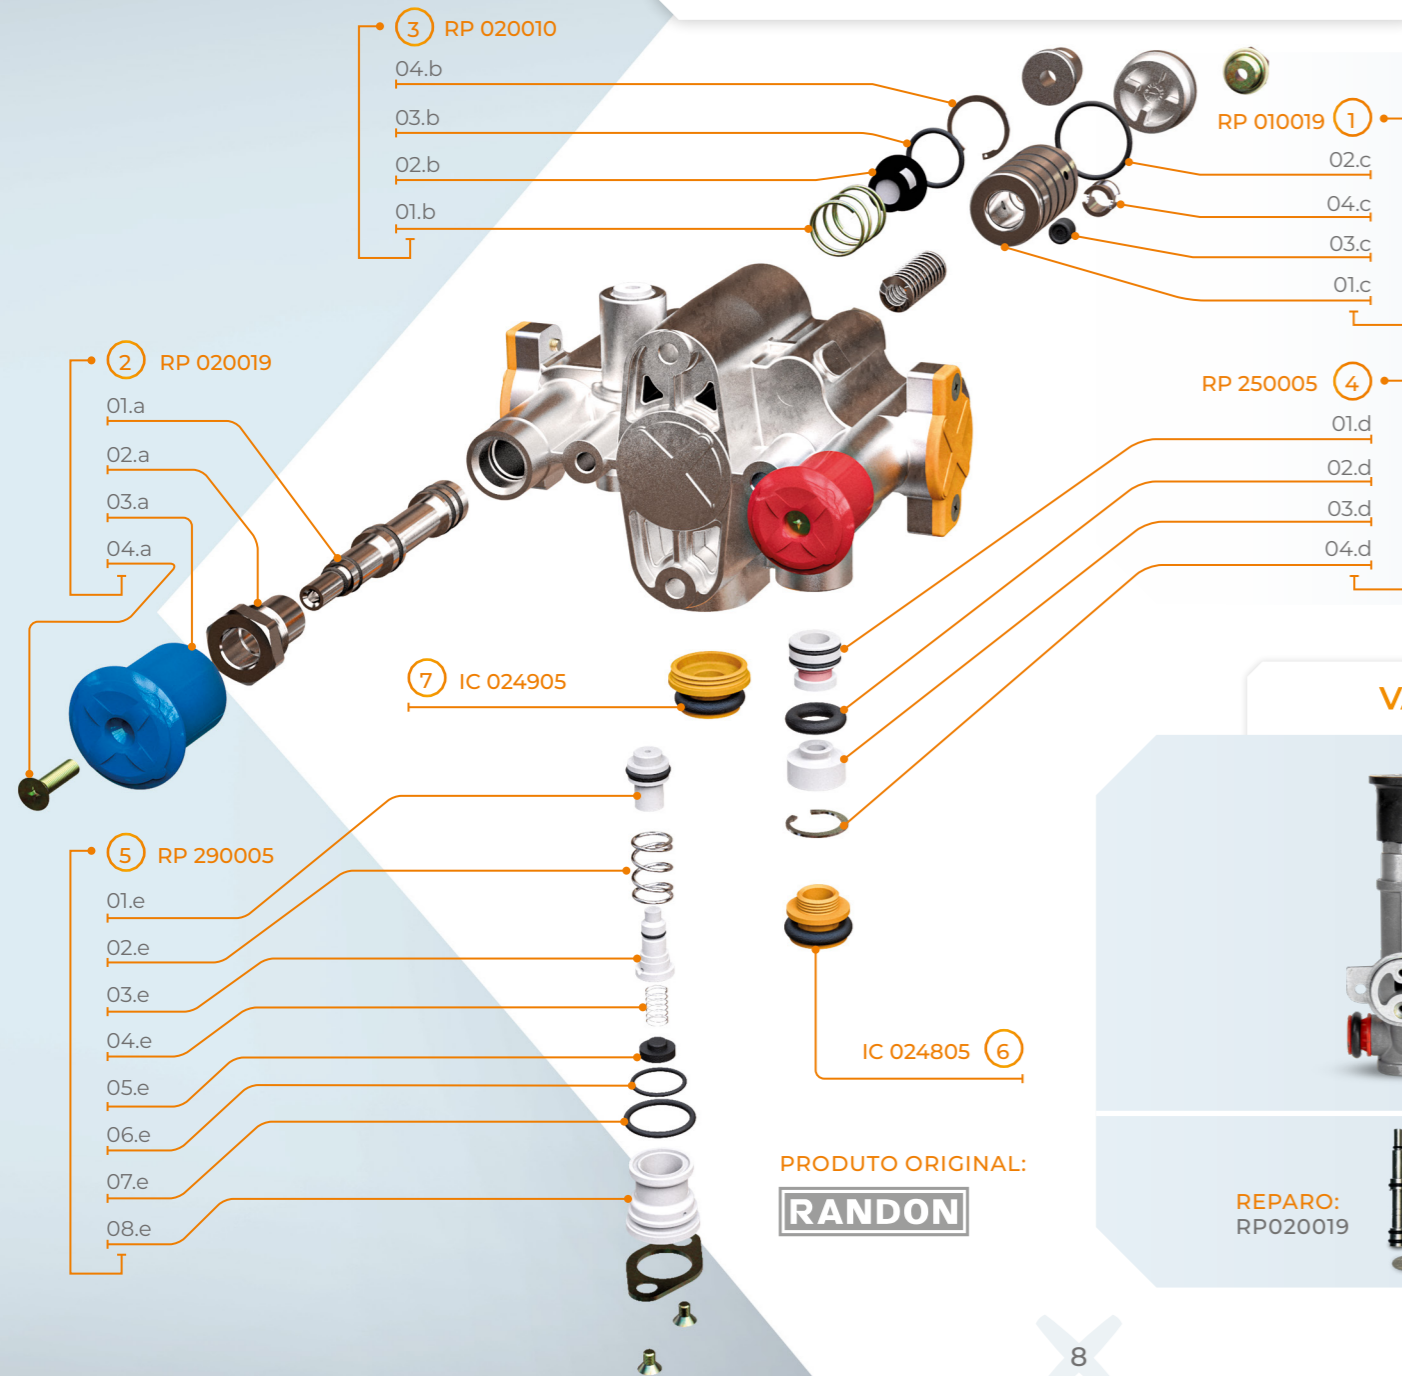 3 RP 020010
04.b
03.b
02.b
01.b
RP 010019 1
02.c
04.c
03.c
01.c
2 RP 020019
01.a
02.a
03.a
04.a
RP 250005 4
01.d
02.d
03.d
04.d
7 IC 024905
5 RP 290005
01.e
02.e
03.e
04.e
05.e
06.e
07.e
08.e
IC 024805 6
PRODUTO ORIGINAL:
RANDON
REPARO:
RP020019
8